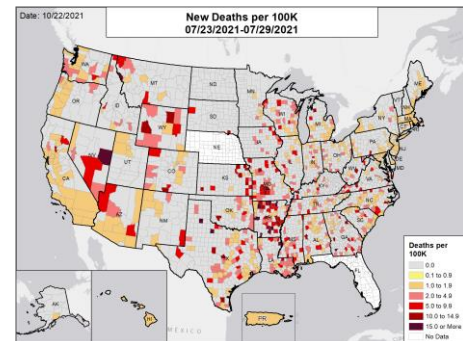 Date: 10/22/2021
New Deaths per 100K
07/23/2021-07/29/2021
WA
MT
ND
MN
ME
OR
ID
SD
WI
MI
NY
WY
IA
PA
NV
UT
CO
KS
NE
IL
IN
OH
CA
MO
VA
MD
DE
AZ
NM
OK
AR
TN
NC
SC
MS
AL
GA
TX
LA
FL
AK
HI
PR
MEXICO
Deaths per
100K
0.0
0.1 to 0.9
1.0 to 1.9
2.0 to 4.9
5.0 to 9.9
10.0 to 14.9
15.0 or More
No Data